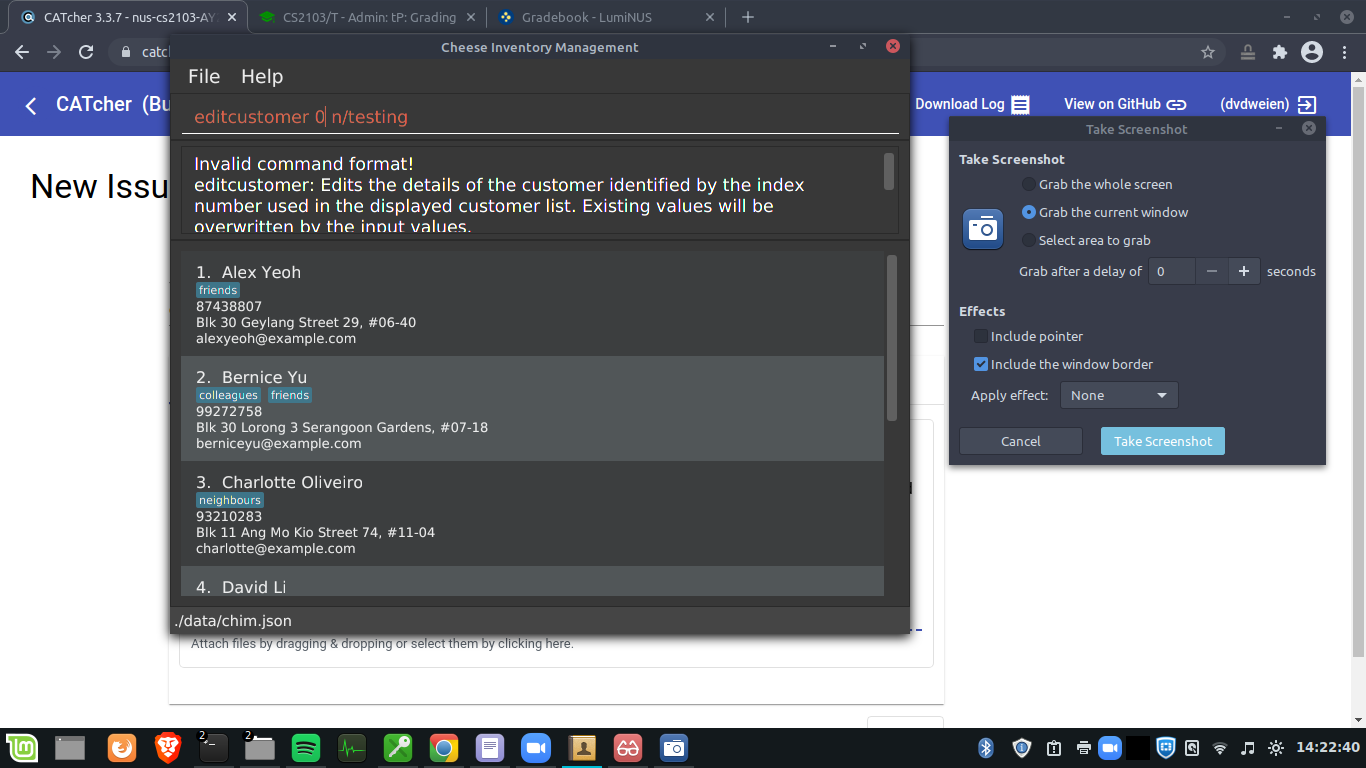 CATcher 3.3.7 - nus-cs2103-AY
CS2103/T - Admin: tP: Grading
Gradebook - LumiNUS
catc
Cheese Inventory Management
File Help
CATcher (Bu
Download Log
View on GitHub
(dvdweien)
editcustomer 0 n/testing
New Issu
Invalid command format!
editcustomer: Edits the details of the customer identified by the index
number used in the displayed customer list. Existing values will be
overwritten by the input values.
1. Alex Yeoh
friends
87438807
Blk 30 Geylang Street 29, #06-40
alexyeoh@example.com
2. Bernice Yu
colleagues friends
99272758
Blk 30 Lorong 3 Serangoon Gardens, #07-18
berniceyu@example.com
3. Charlotte Oliveiro
neighbours
93210283
Blk 11 Ang Mo Kio Street 74, #11-04
charlotte@example.com
4. David Li
./data/chim.json
Attach files by dragging & dropping or select them by clicking here.
Take Screenshot
Take Screenshot
Grab the whole screen
Grab the current window
Select area to grab
Grab after a delay of 0 seconds
Effects
Include pointer
Include the window border
Apply effect: None
Cancel
Take Screenshot
2
2
14:22:40